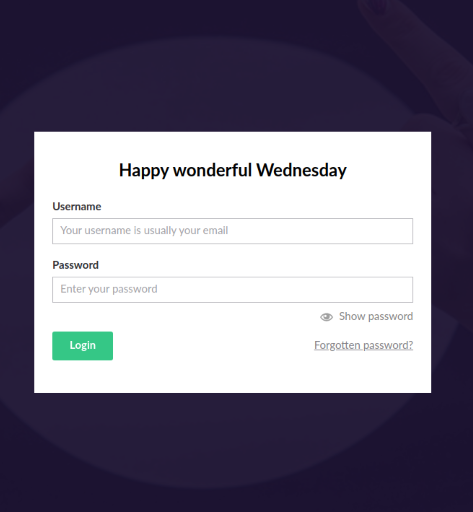 Happy wonderful Wednesday
Username
Your username is usually your email
Password
Enter your password
Show password
Login
Forgotten password?